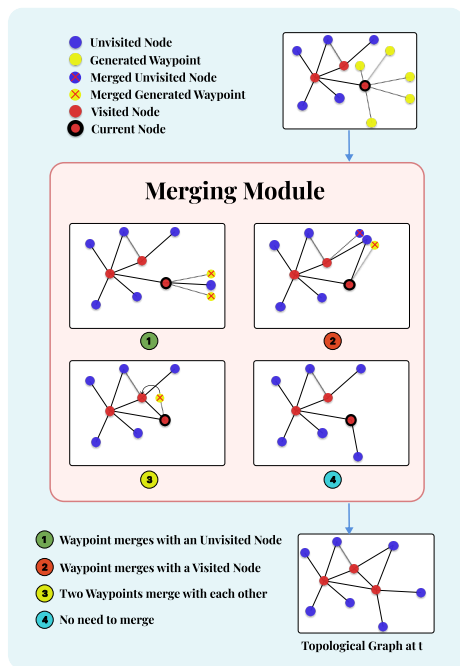 Unvisited Node
Generated Waypoint
Merged Unvisited Node
Merged Generated Waypoint
Visited Node
Current Node
Merging Module
1
2
3
4
1 Waypoint merges with an Unvisited Node
2 Waypoint merges with a Visited Node
3 Two Waypoints merge with each other
4 No need to merge
Topological Graph at t